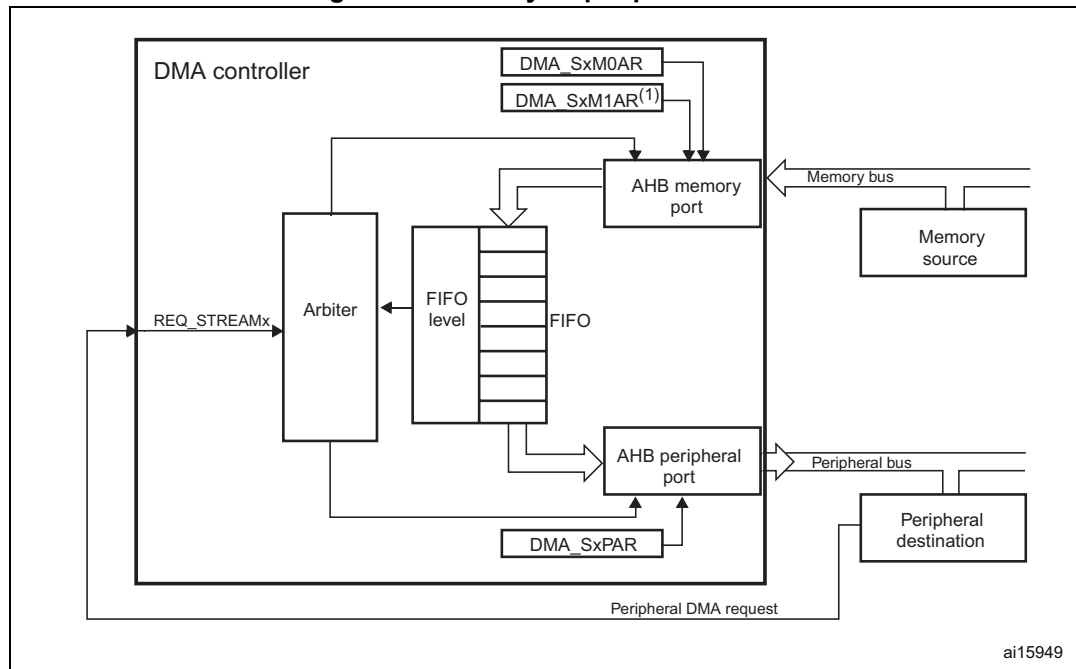 DMA controller
DMA_SxM0AR
DMA_SxM1AR(1)
AHB memory
port
Memory bus
Memory
source
REQ_STREAMx
Arbiter
FIFO
level
FIFO
AHB peripheral
port
Peripheral bus
DMA_SxPAR
Peripheral
destination
Peripheral DMA request
ai15949